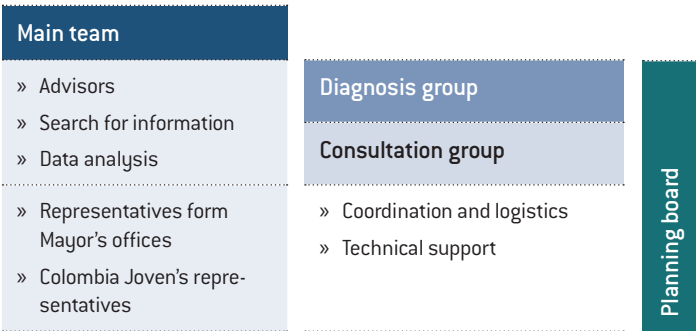 Main team
» Advisors
» Search for information
» Data analysis
» Representatives form
Mayor's offices
» Colombia Joven's repre-
sentatives
Diagnosis group
Consultation group
» Coordination and logistics
» Technical support
Planning board